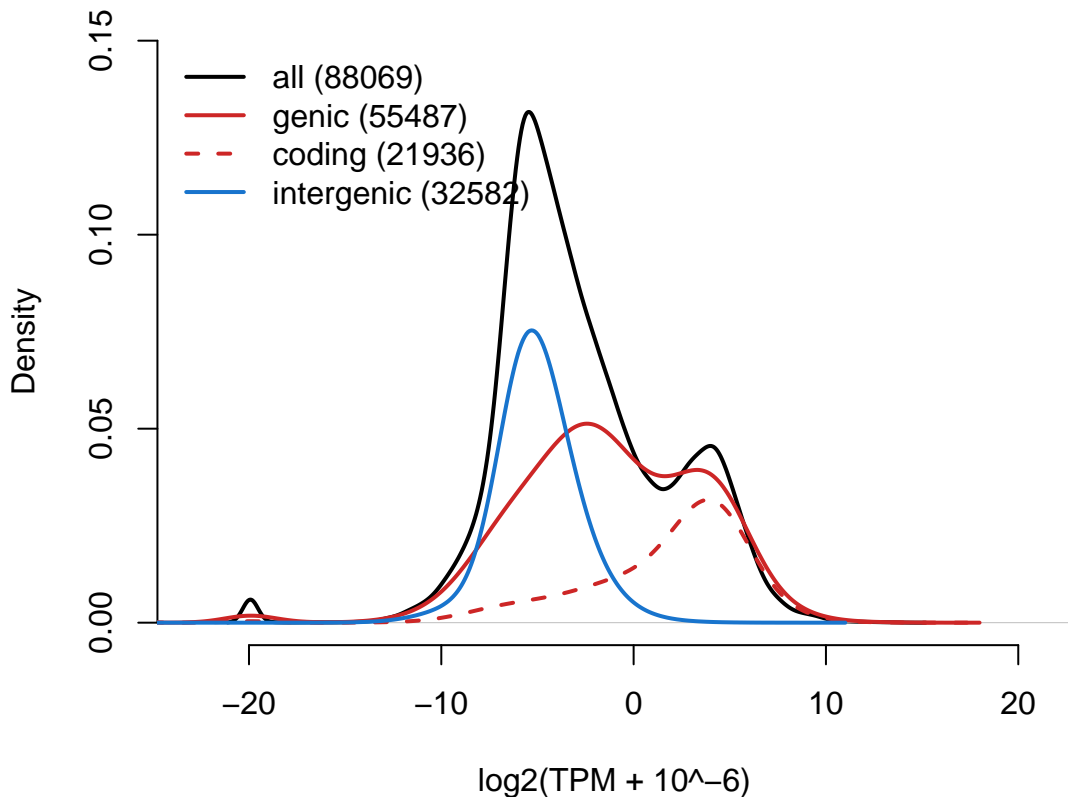 0.15
all (88069)
genic (55487)
coding (21936)
intergenic (32582)
0.10
Density
0.05
0.00
−20 −10 0 10 20
log2(TPM + 10^−6)